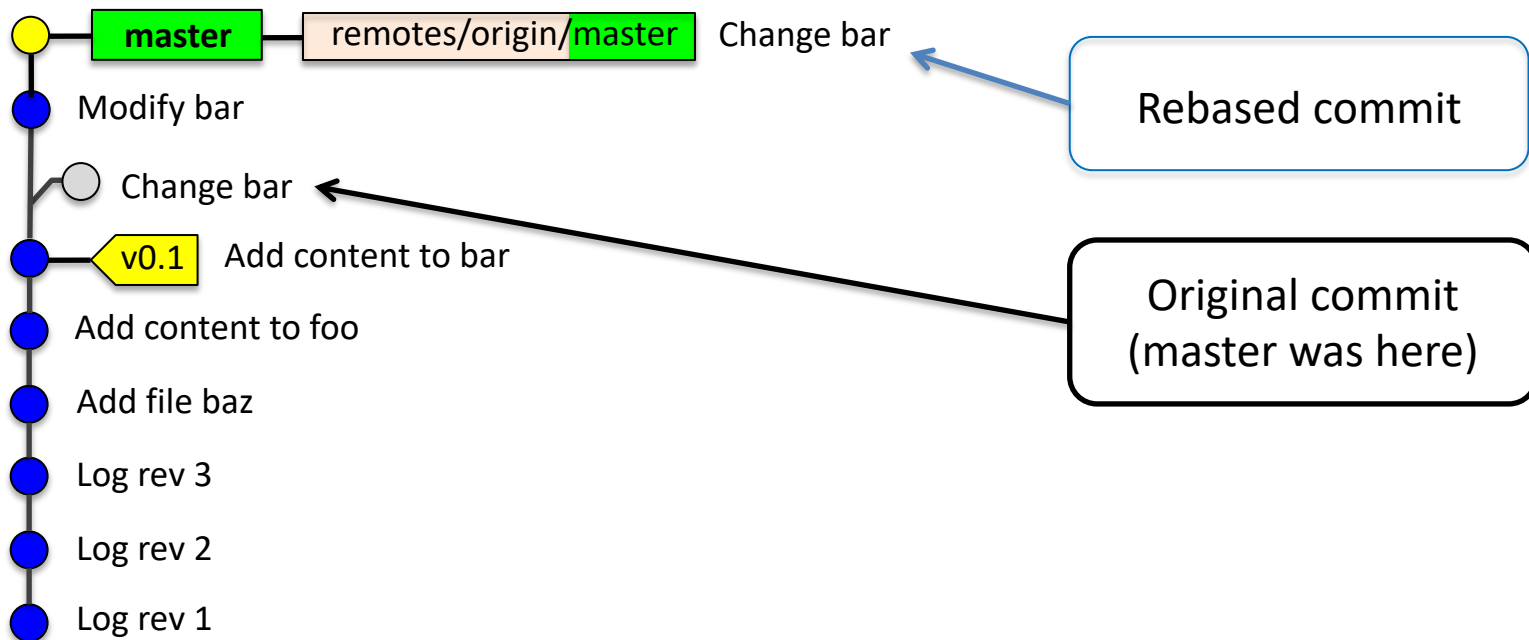 master remotes/origin/master Change bar
Rebased commit
Modify bar
Change bar
v0.1 Add content to bar
Original commit
(master was here)
Add content to foo
Add file baz
Log rev 3
Log rev 2
Log rev 1